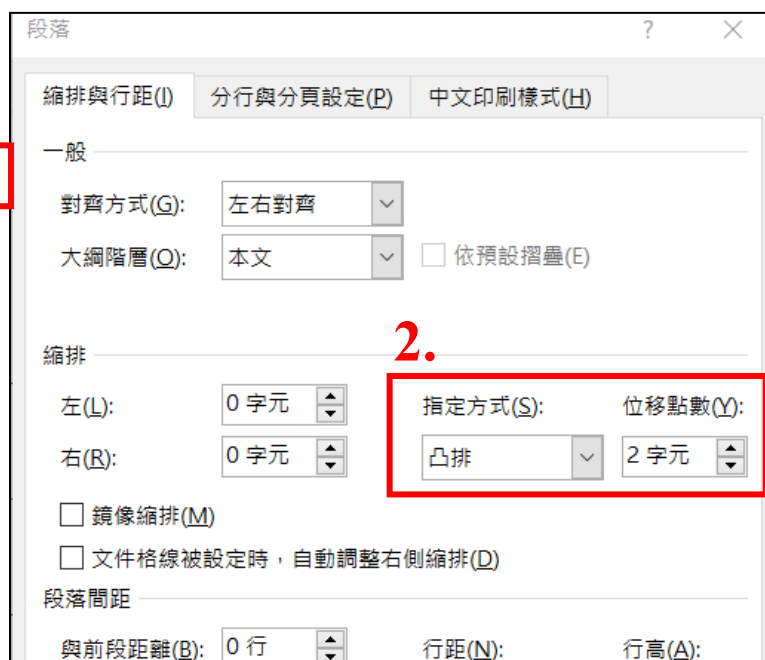 段落 ?
縮排與行距(I) 分行與分頁設定(P) 中文印刷樣式(H)
一般
對齊方式(G): 左右對齊
大綱階層(O): 本文 依預設摺疊(E)
2.
縮排
左(L): 0 字元 指定方式(S): 位移點數(Y):
右(R): 0 字元 凸排 2 字元
鏡像縮排(M)
文件格線被設定時，自動調整右側縮排(D)
段落間距
與前段距離(B): 0 行 行距(N): 行高(A):